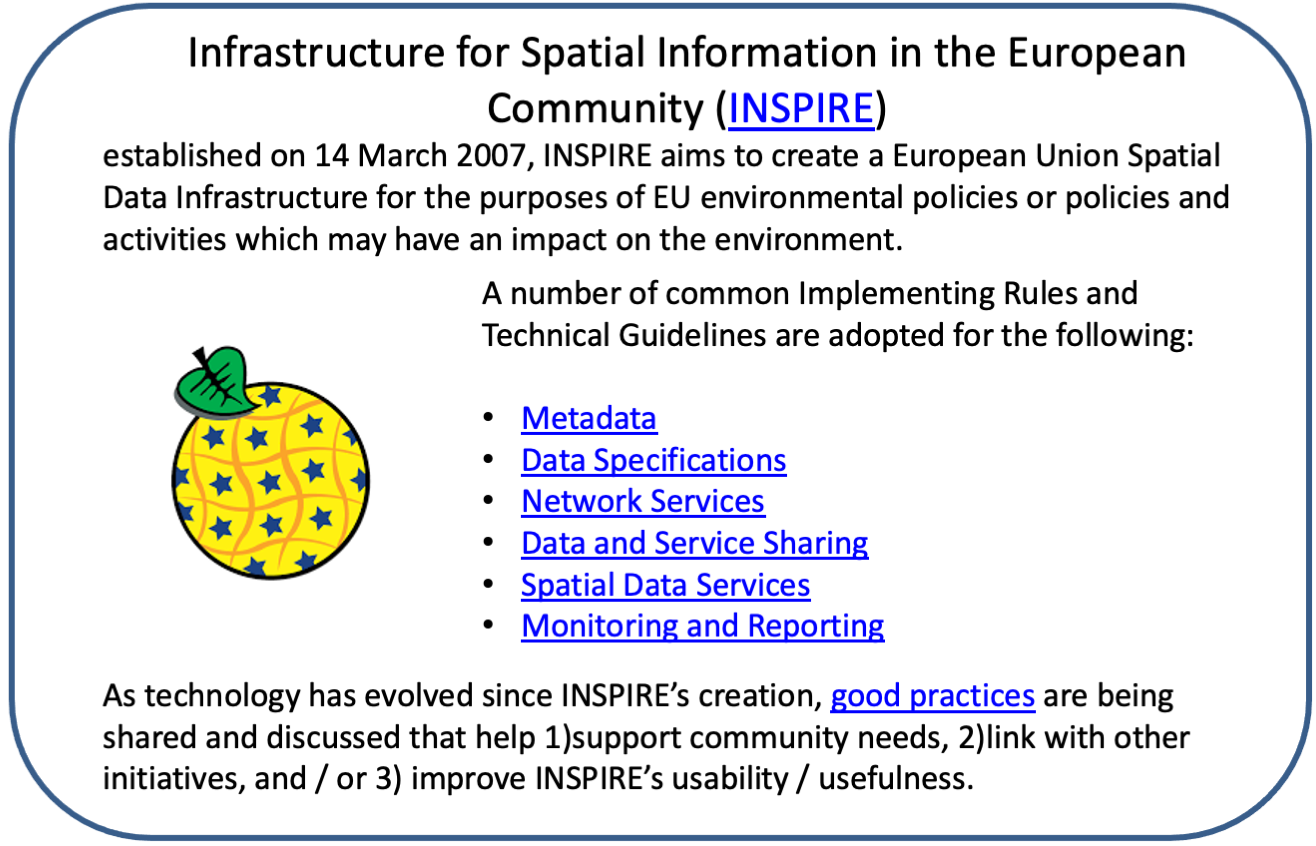 Infrastructure for Spatial Information in the European
Community (INSPIRE)
established on 14 March 2007, INSPIRE aims to create a European Union Spatial
Data Infrastructure for the purposes of EU environmental policies or policies and
activities which may have an impact on the environment.
A number of common Implementing Rules and
Technical Guidelines are adopted for the following:
• Metadata
• Data Specifications
• Network Services
• Data and Service Sharing
• Spatial Data Services
• Monitoring and Reporting
As technology has evolved since INSPIRE’s creation, good practices are being
shared and discussed that help 1)support community needs, 2)link with other
initiatives, and / or 3) improve INSPIRE’s usability / usefulness.